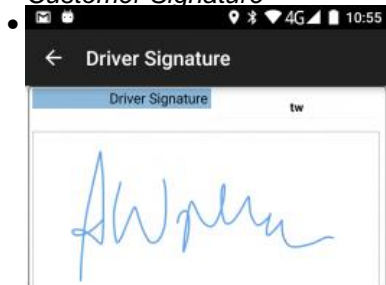 Customer Signature
4G 10:55
← Driver Signature
Driver Signature
tw